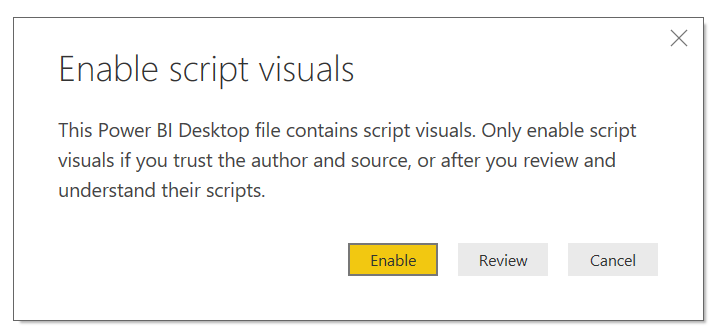 Enable script visuals
This Power BI Desktop file contains script visuals. Only enable script
visuals if you trust the author and source, or after you review and
understand their scripts.
Enable Review Cancel